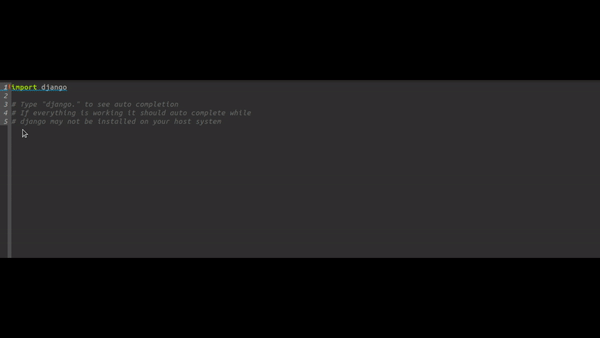 1 import django
2
3 # Type "django." to see auto completion
4 # If everything is working it should auto complete while
5 # django may not be installed on your host system